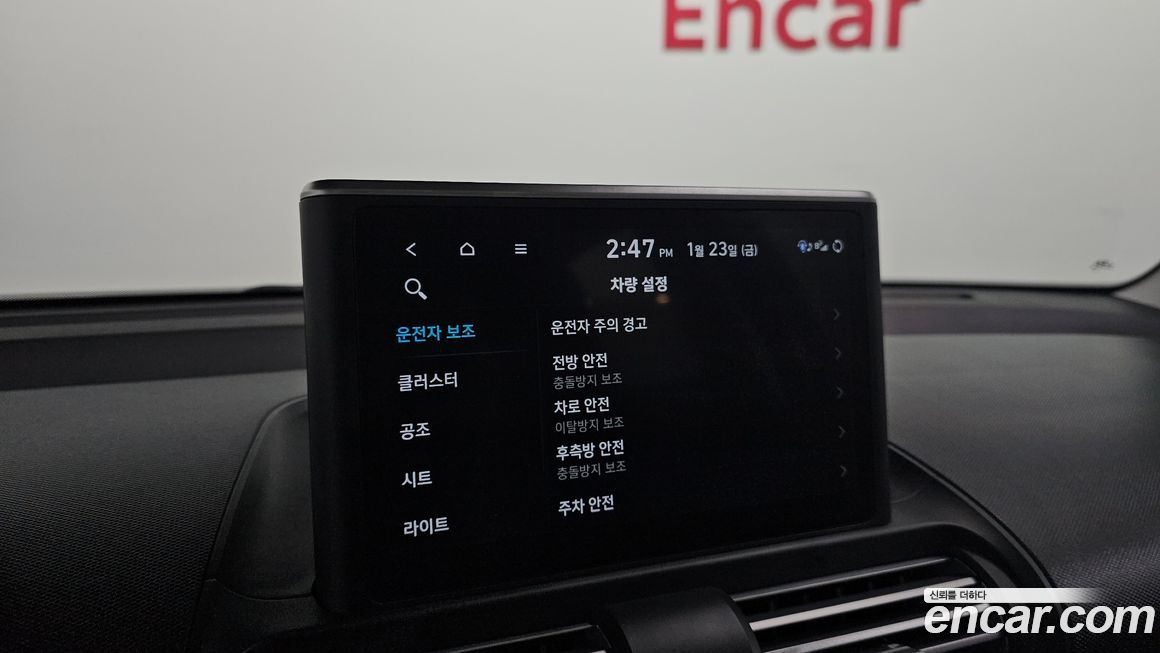 Encar
2:47 PM 1월 23일 (금)
차량 설정
운전자 보조
클러스터
공조
시트
라이트
운전자 주의 경고
전방 안전
충돌방지 보조
차로 안전
이탈방지 보조
후측방 안전
충돌방지 보조
주차 안전
신뢰를 더하다
encar.com